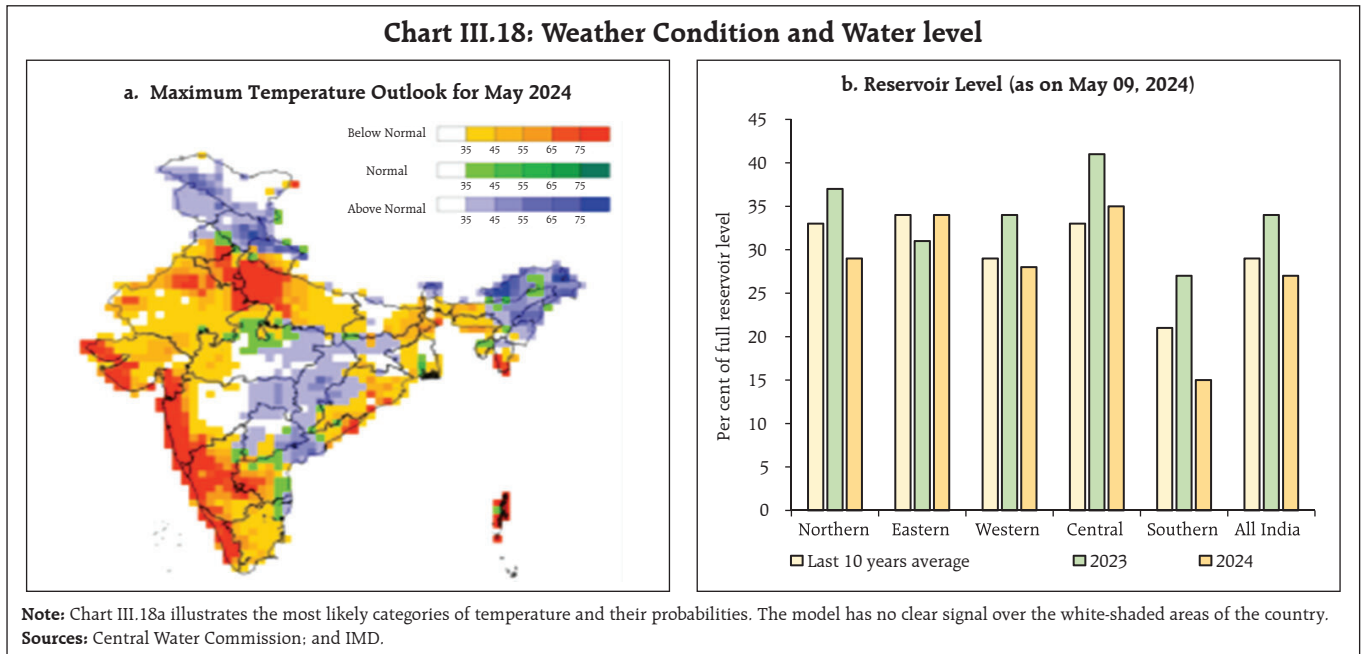 Chart III.18: Weather Condition and Water level
a. Maximum Temperature Outlook for May 2024
Below Normal
35 45 55 65 75
Normal
35 45 55 65 75
Above Normal
35 45 55 65 75
b. Reservoir Level (as on May 09, 2024)
Per cent of full reservoir level
45
40
35
30
25
20
15
10
5
0
Northern Eastern Western Central Southern All India
Last 10 years average 2023 2024
Note: Chart III.18a illustrates the most likely categories of temperature and their probabilities. The model has no clear signal over the white-shaded areas of the country.
Sources: Central Water Commission; and IMD.